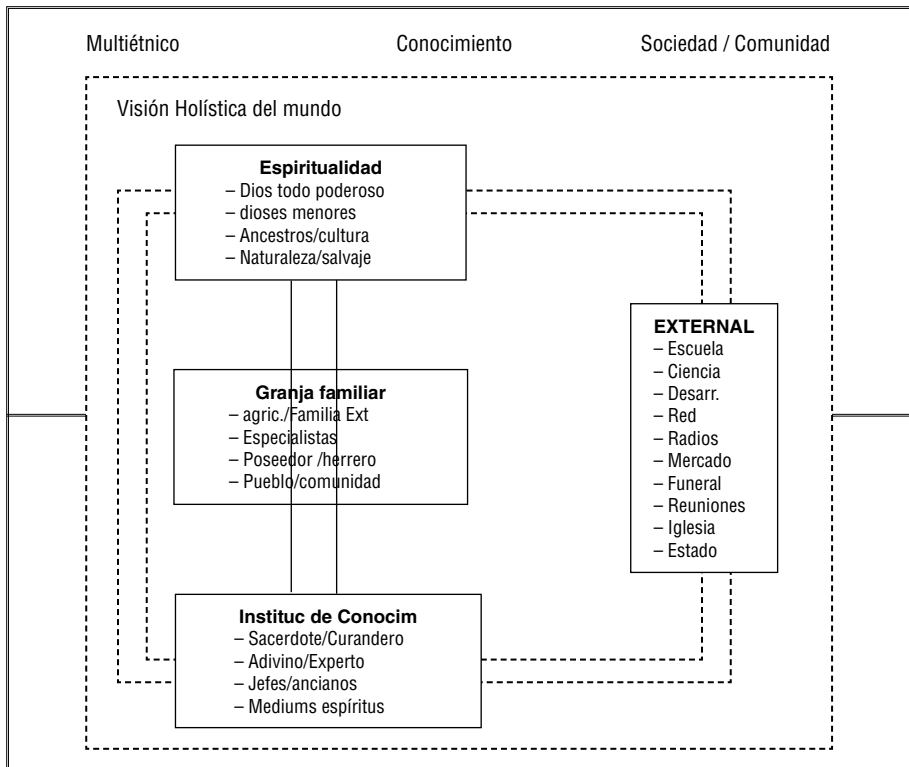 Multiétnico Conocimiento Sociedad / Comunidad
Visión Holística del mundo
Espiritualidad
– Dios todo poderoso
– dioses menores
– Ancestros/cultura
– Naturaleza/salvaje
Granja familiar
– agric./Familia Ext
– Especialistas
– Poseedor /herrero
– Pueblo/comunidad
Instituc de Conocim
– Sacerdote/Curandero
– Adivino/Experto
– Jefes/ancianos
– Mediums espíritus
EXTERNAL
– Escuela
– Ciencia
– Desarr.
– Red
– Radios
– Mercado
– Funeral
– Reuniones
– Iglesia
– Estado